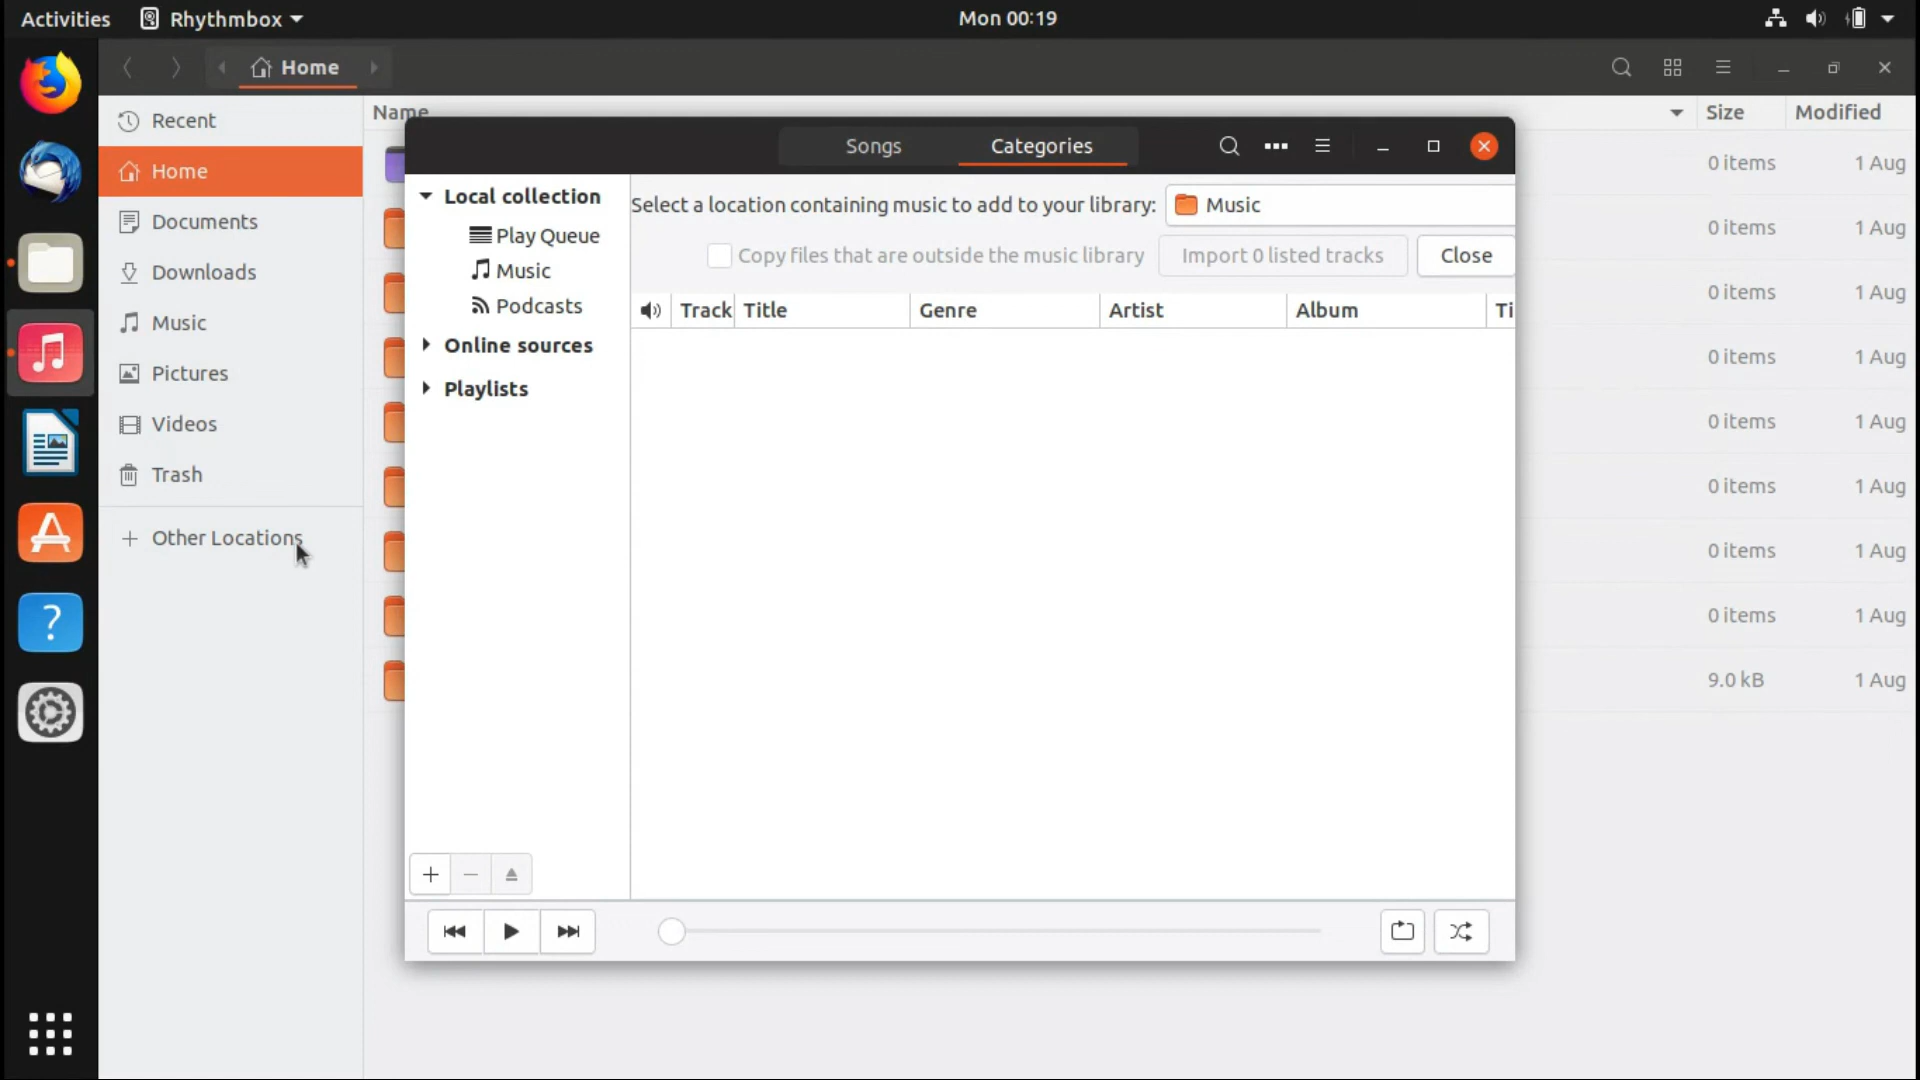 Activities Rhythmbox Mon 00:19
Home
Recent
Home
Documents
Downloads
Music
Pictures
Videos
Trash
Other Locations
Name Size Modified
0 items 1 Aug
0 items 1 Aug
0 items 1 Aug
0 items 1 Aug
0 items 1 Aug
0 items 1 Aug
0 items 1 Aug
0 items 1 Aug
9.0 kB 1 Aug
Songs Categories
Local collection
Play Queue
Music
Podcasts
Online sources
Playlists
Select a location containing music to add to your library: Music
Copy files that are outside the music library Import 0 listed tracks Close
Track Title Genre Artist Album Ti